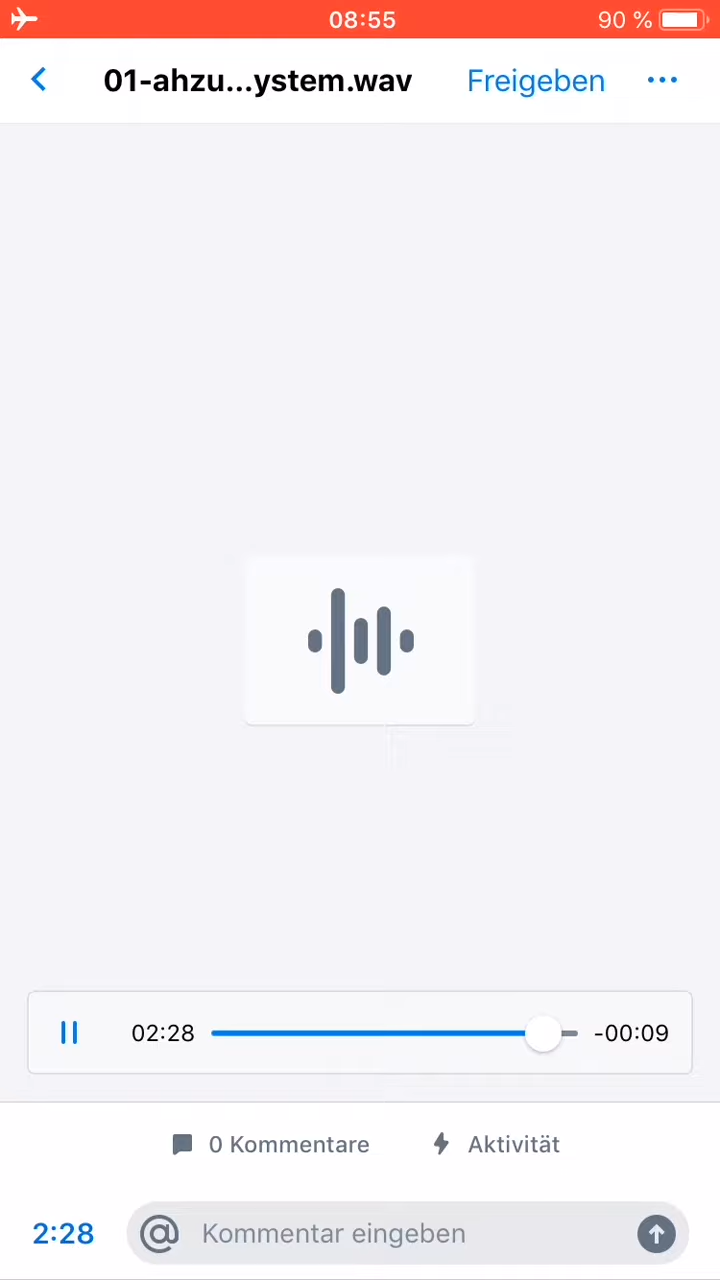 08:55
90 %
01-ahzu...ystem.wav
Freigeben
02:28
-00:09
0 Kommentare
Aktivität
2:28
@ Kommentar eingeben